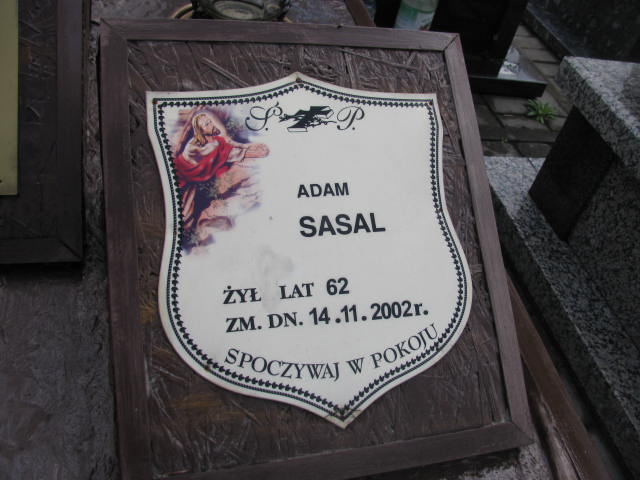 Ś. P.
ADAM
SASAL
ŻYŁ LAT 62
ZM. DN. 14.11.2002r.
SPOCZYWAJ W POKOJU